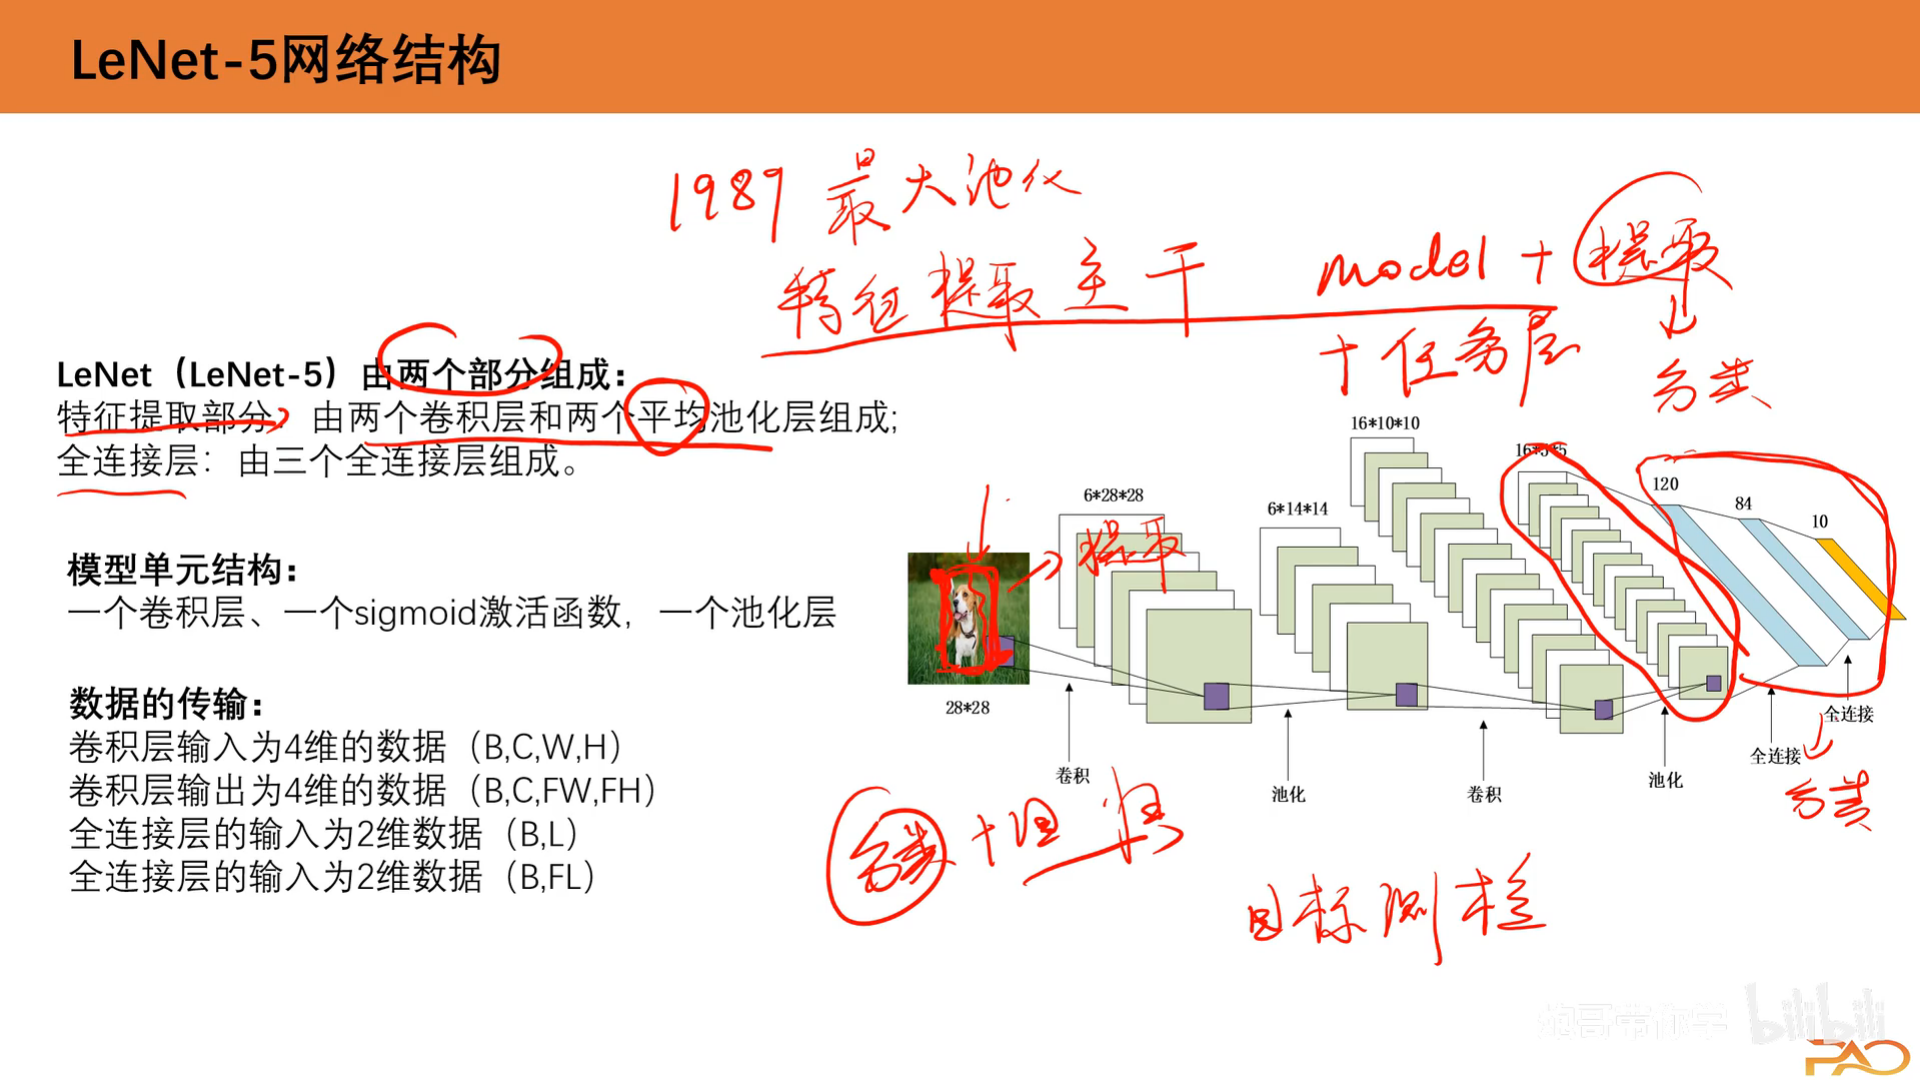 LeNet-5网络结构
1989 最大池化
特征提取主干
model + 提取
+ 任务层
分类
LeNet（LeNet-5）由两个部分组成：
特征提取部分：由两个卷积层和两个平均池化层组成;
全连接层：由三个全连接层组成。
模型单元结构：
一个卷积层、一个sigmoid激活函数，一个池化层
数据的传输：
卷积层输入为4维的数据（B,C,W,H）
卷积层输出为4维的数据（B,C,FW,FH）
全连接层的输入为2维数据（B,L）
全连接层的输入为2维数据（B,FL）
16*10*10
16*5*5
120
84
10
6*28*28
6*14*14
提取
28*28
卷积
池化
卷积
池化
全连接
全连接
分类
分类 + 回归
目标测检
炮哥带你学
bilibili
PAO